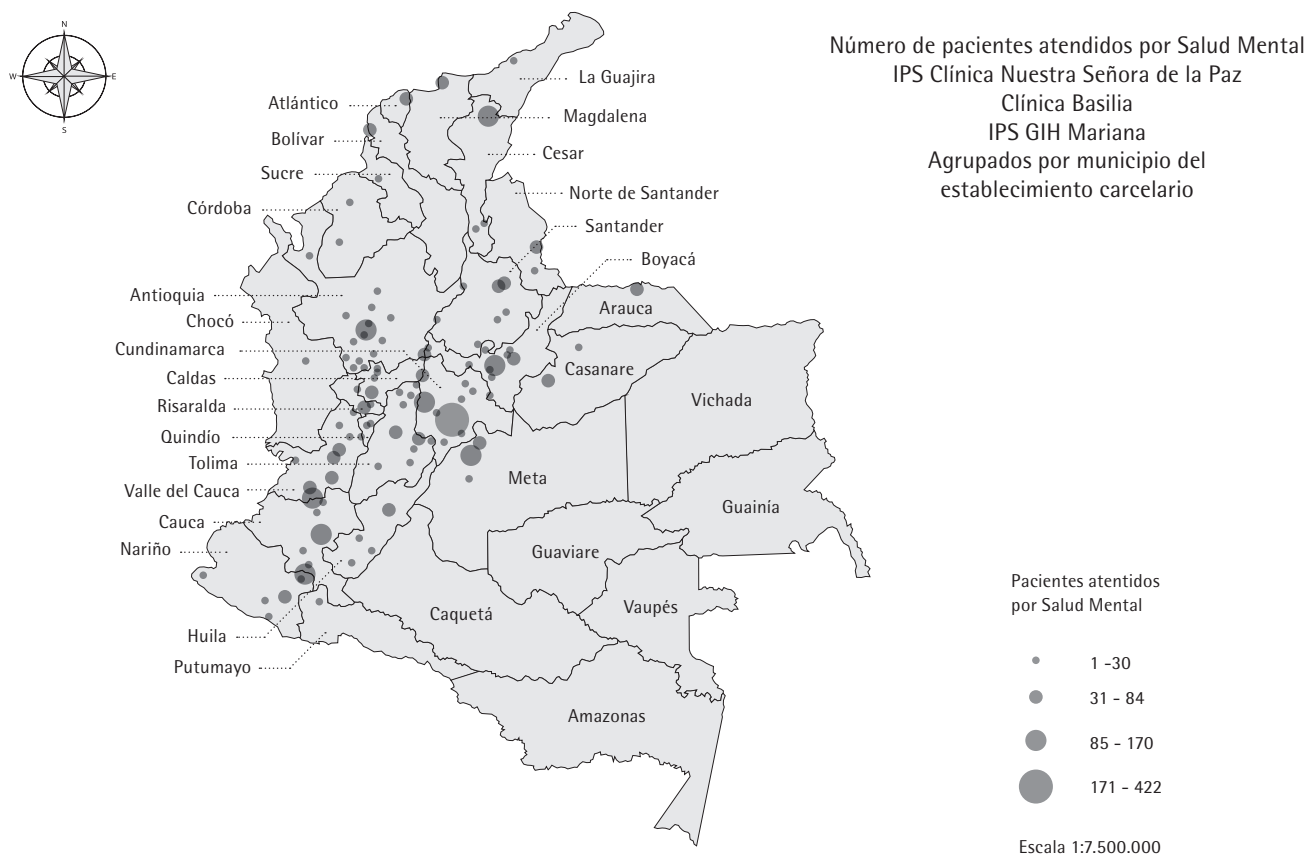 N
W
E
S
Número de pacientes atendidos por Salud Mental
IPS Clínica Nuestra Señora de la Paz
Clínica Basilia
IPS GIH Mariana
Agrupados por municipio del
establecimiento carcelario
La Guajira
Atlántico
Magdalena
Bolívar
Cesar
Sucre
Norte de Santander
Córdoba
Santander
Boyacá
Antioquia
Arauca
Chocó
Cundinamarca
Casanare
Caldas
Vichada
Risaralda
Quindío
Tolima
Meta
Valle del Cauca
Guainía
Cauca
Nariño
Guaviare
Vaupés
Caquetá
Huila
Putumayo
Amazonas
Pacientes atentidos
por Salud Mental
1 -30
31 - 84
85 - 170
171 - 422
Escala 1:7.500.000